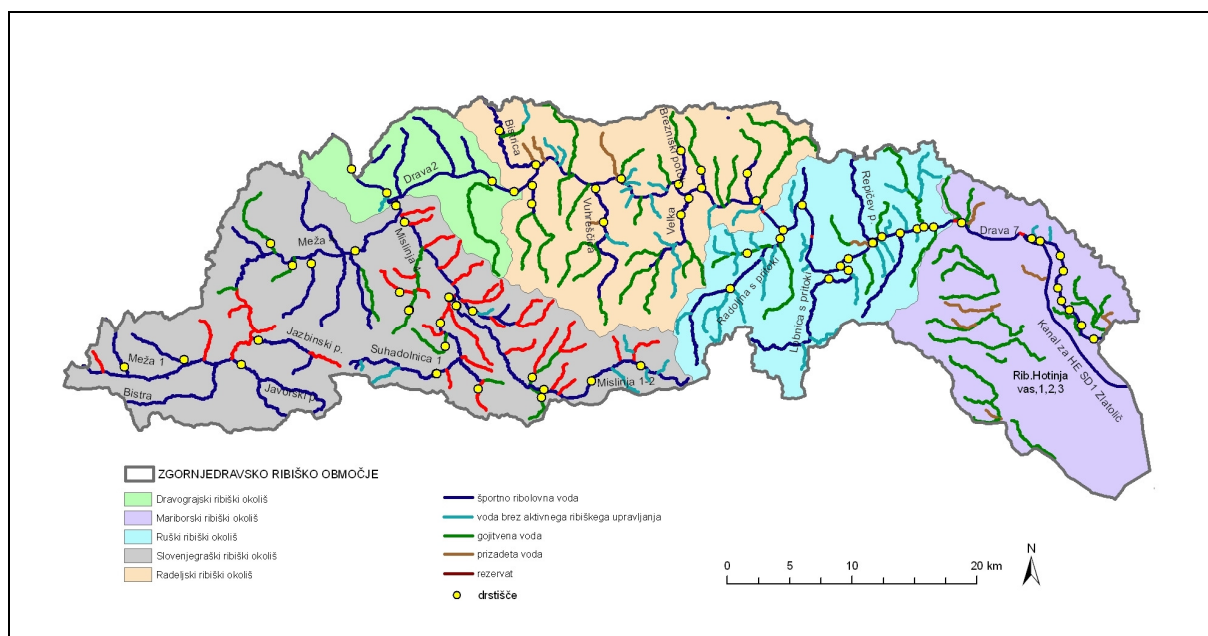 Bistrica
Brezniški potok
Drava2
Repičev p.
Vuhreščica
Velka
Drava 7
Meža
Mislinja
Radoljna s pritoki
Lobnica s pritoki
Kanal za HE SD1 Zlatolič
Jazbinski p.
Suhadolnica 1
Meža 1
Mislinja 1-2
Rib.Hotinja
vas,1,2,3
Bistra
Javorski p.
ZGORNJEDRAVSKO RIBIŠKO OBMOČJE
Dravograjski ribiški okoliš
Mariborski ribiški okoliš
Ruški ribiški okoliš
Slovenjegraški ribiški okoliš
Radeljski ribiški okoliš
športno ribolovna voda
voda brez aktivnega ribiškega upravljanja
gojitvena voda
prizadeta voda
rezervat
drstišče
0 5 10 20 km
N